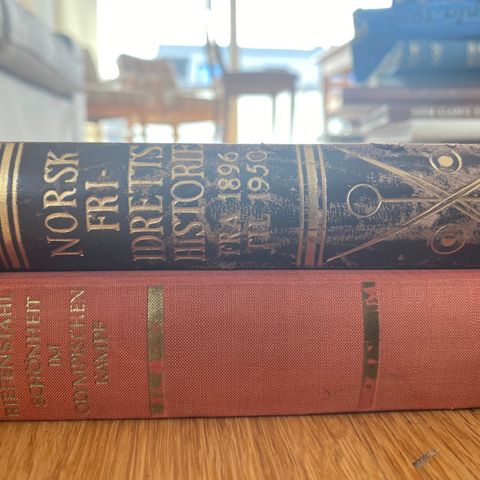 NORSK
FRI-
IDRETTS
HISTORIE
FRA 1896
TIL 1950
RIEFENSTAHL
SCHÖNHEIT
IM
OLYMPISCHEN
KAMPF